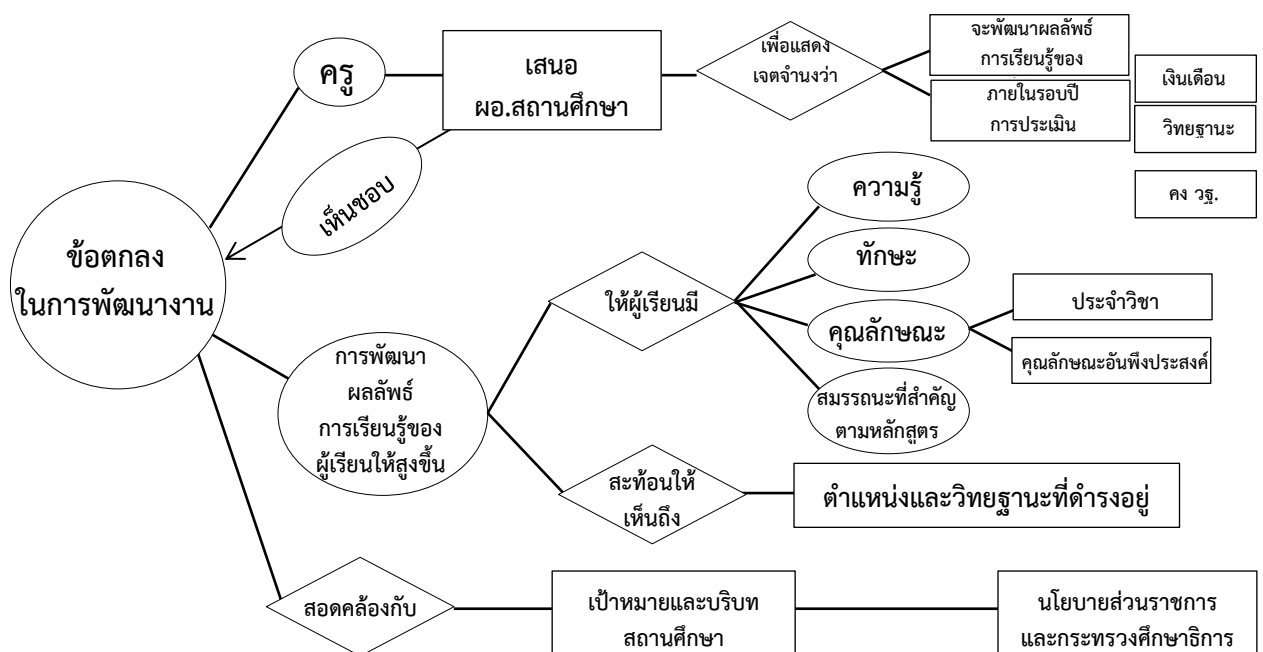 ครู
เสนอ
ผอ.สถานศึกษา
เพื่อแสดง
เจตจำนงว่า
จะพัฒนาผลลัพธ์
การเรียนรู้ของ
ภายในรอบปี
การประเมิน
เงินเดือน
วิทยฐานะ
คง วฐ.
เห็นชอบ
ข้อตกลง
ในการพัฒนางาน
การพัฒนา
ผลลัพธ์
การเรียนรู้ของ
ผู้เรียนให้สูงขึ้น
ให้ผู้เรียนมี
ความรู้
ทักษะ
คุณลักษณะ
ประจำวิชา
คุณลักษณะอันพึงประสงค์
สมรรถนะที่สำคัญ
ตามหลักสูตร
สะท้อนให้
เห็นถึง
ตำแหน่งและวิทยฐานะที่ดำรงอยู่
สอดคล้องกับ
เป้าหมายและบริบท
สถานศึกษา
นโยบายส่วนราชการ
และกระทรวงศึกษาธิการ